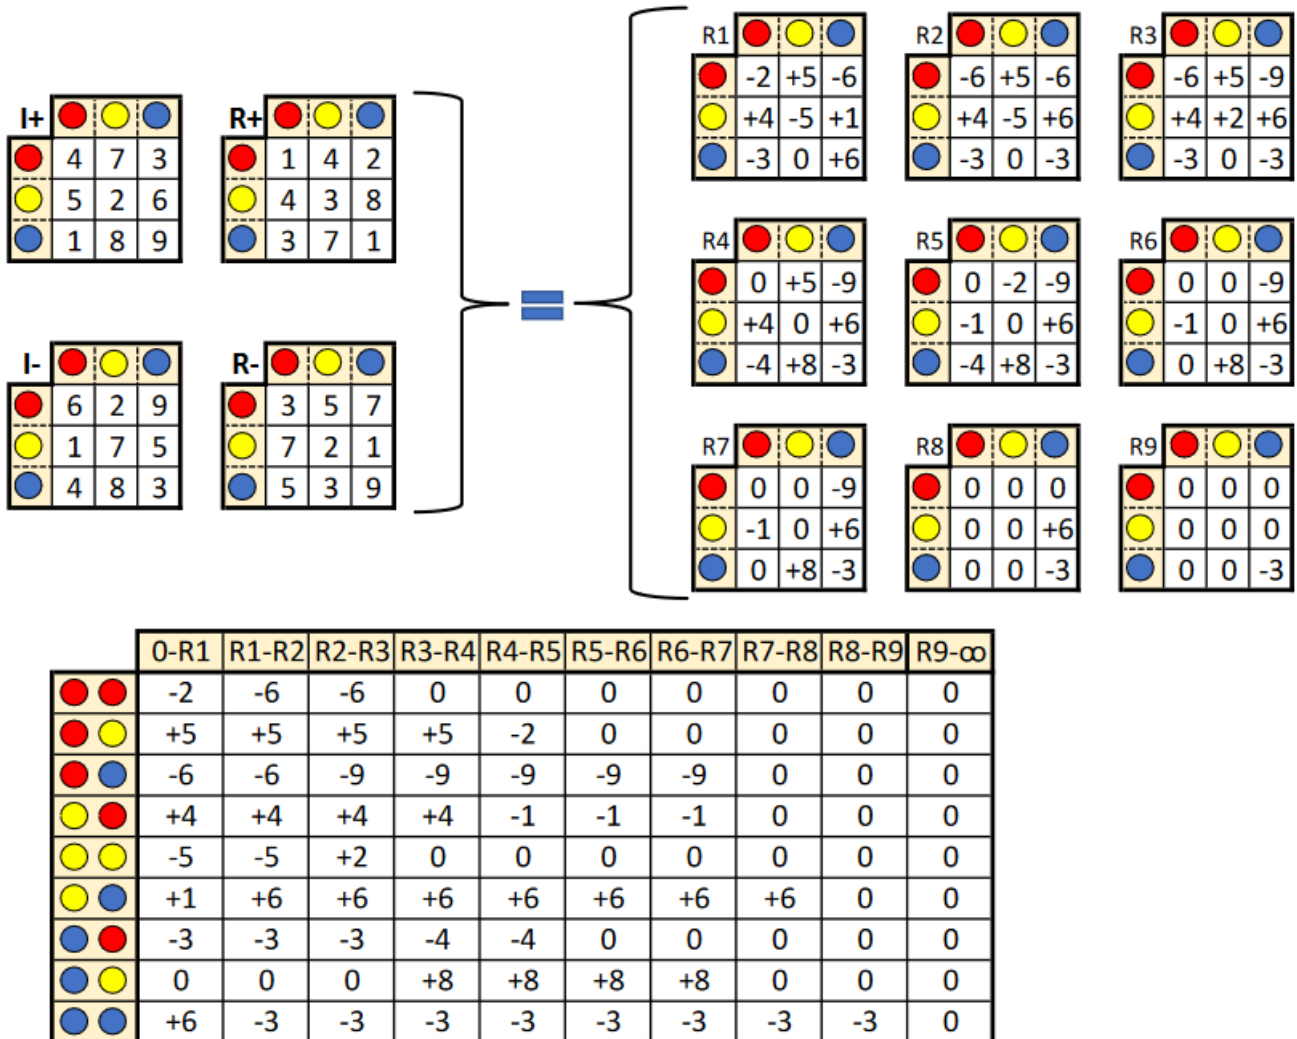 R1 R2 R3
-2 +5 -6 -6 +5 -6 -6 +5 -9
+4 -5 +1 +4 -5 +6 +4 +2 +6
-3 0 +6 -3 0 -3 -3 0 -3
I+ R+
4 7 3 1 4 2
5 2 6 4 3 8
1 8 9 3 7 1
R4 R5 R6
0 +5 -9 0 -2 -9 0 0 -9
+4 0 +6 -1 0 +6 -1 0 +6
-4 +8 -3 -4 +8 -3 0 +8 -3
I- R-
6 2 9 3 5 7
1 7 5 7 2 1
4 8 3 5 3 9
R7 R8 R9
0 0 -9 0 0 0 0 0 0
-1 0 +6 0 0 +6 0 0 0
0 +8 -3 0 0 -3 0 0 -3
0-R1 R1-R2 R2-R3 R3-R4 R4-R5 R5-R6 R6-R7 R7-R8 R8-R9 R9-∞
-2 -6 -6 0 0 0 0 0 0 0
+5 +5 +5 +5 -2 0 0 0 0 0
-6 -6 -9 -9 -9 -9 -9 0 0 0
+4 +4 +4 +4 -1 -1 -1 0 0 0
-5 -5 +2 0 0 0 0 0 0 0
+1 +6 +6 +6 +6 +6 +6 +6 0 0
-3 -3 -3 -4 -4 0 0 0 0 0
0 0 0 +8 +8 +8 +8 0 0 0
+6 -3 -3 -3 -3 -3 -3 -3 -3 0